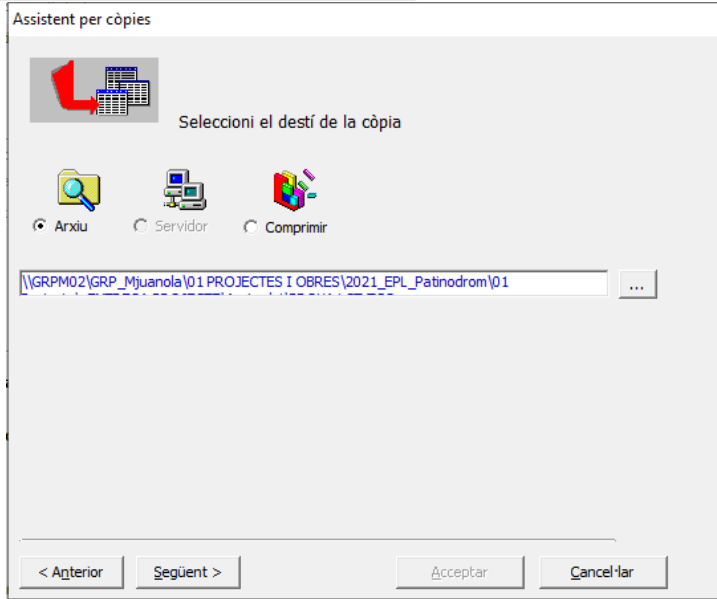 Assistent per còpies
Seleccioni el destí de la còpia
Arxiu
Servidor
Comprimir
\\GRPM02\GRP_Mjuanola\01 PROJECTES I OBRES\2021_EPL_Patinodrom\01
...
< Anterior
Següent >
Acceptar
Cancel·lar